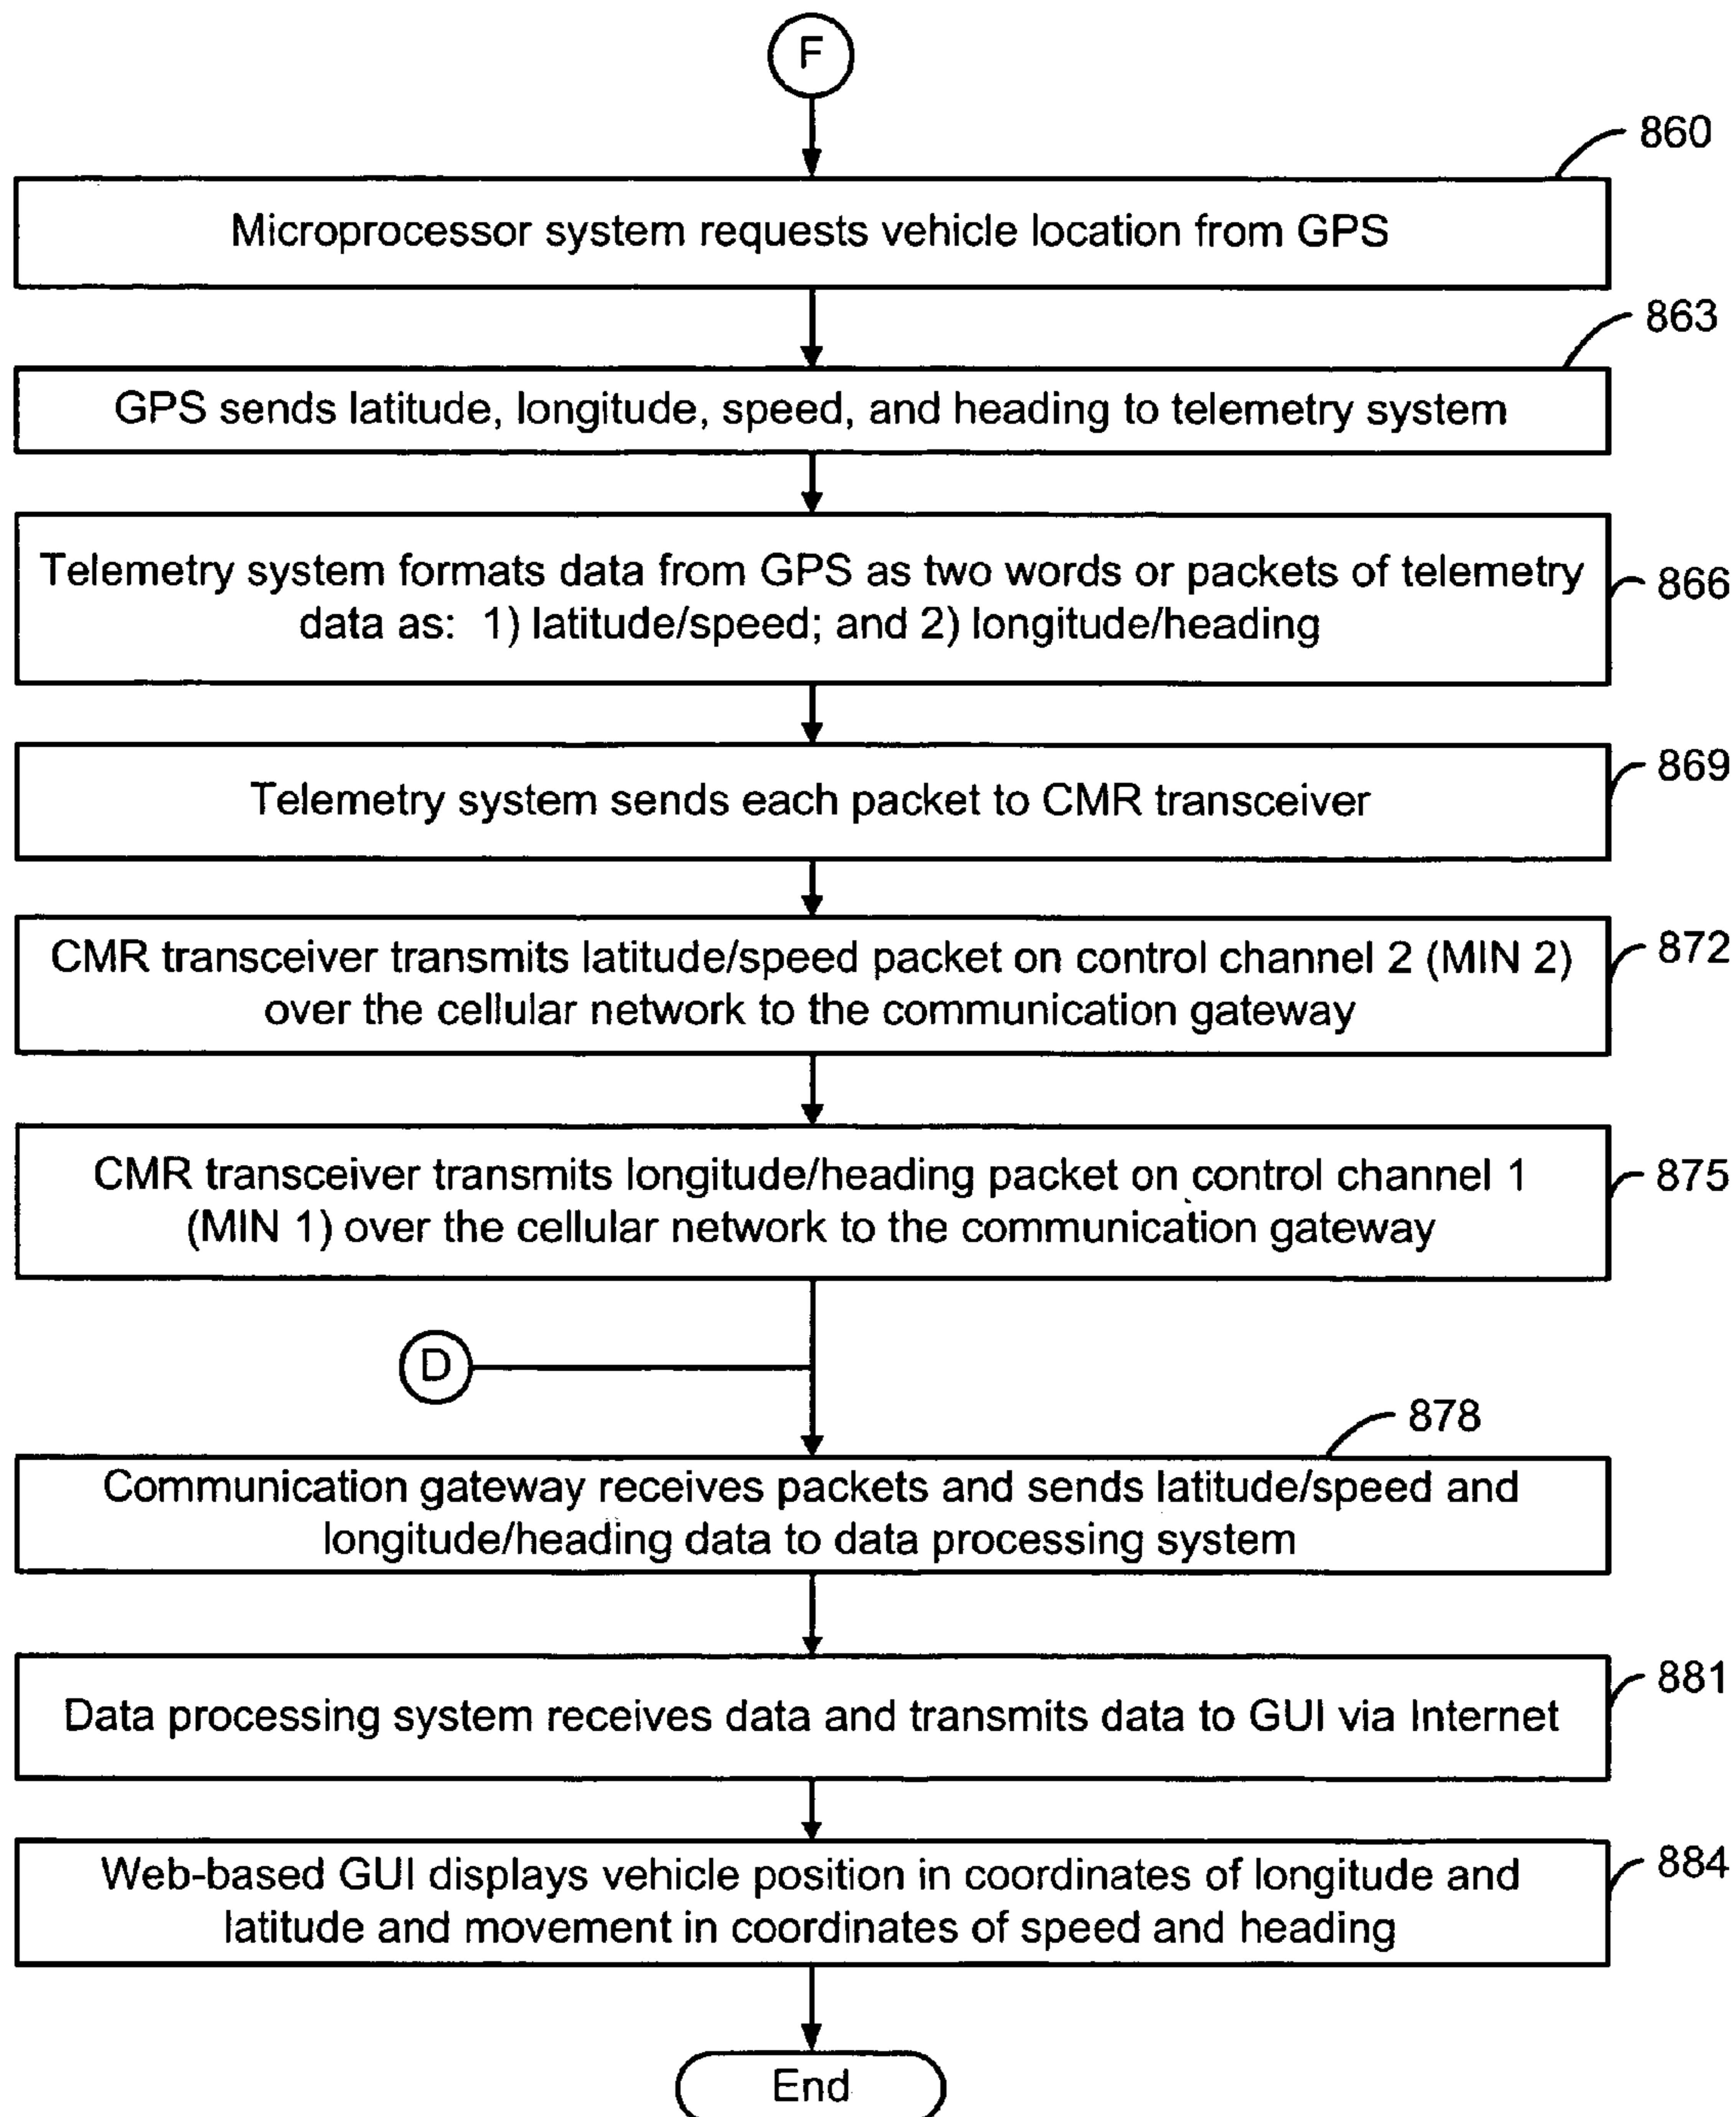 F
860
Microprocessor system requests vehicle location from GPS
863
GPS sends latitude, longitude, speed, and heading to telemetry system
Telemetry system formats data from GPS as two words or packets of telemetry
data as: 1) latitude/speed; and 2) longitude/heading
866
Telemetry system sends each packet to CMR transceiver
869
CMR transceiver transmits latitude/speed packet on control channel 2 (MIN 2)
over the cellular network to the communication gateway
872
CMR transceiver transmits longitude/heading packet on control channel 1
(MIN 1) over the cellular network to the communication gateway
875
D
878
Communication gateway receives packets and sends latitude/speed and
longitude/heading data to data processing system
Data processing system receives data and transmits data to GUI via Internet
881
Web-based GUI displays vehicle position in coordinates of longitude and
latitude and movement in coordinates of speed and heading
884
End